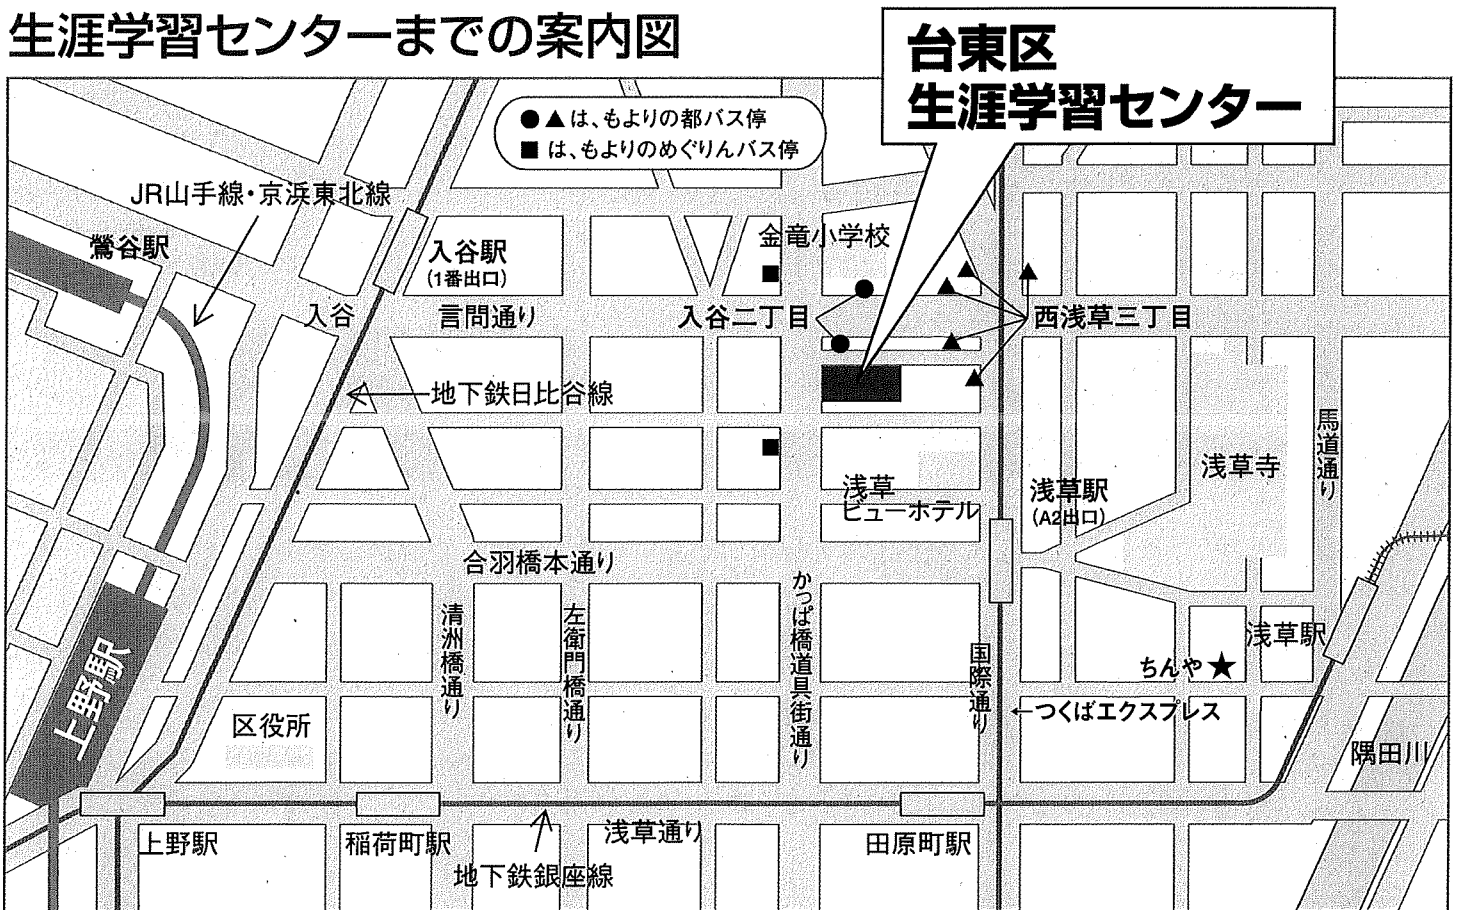 生涯学習センターまでの案内図
台東区
生涯学習センター
●▲は、もよりの都バス停
■は、もよりのめぐりんバス停
JR山手線・京浜東北線
鶯谷駅
入谷駅
(1番出口)
金竜小学校
入谷
言問通り
入谷二丁目
西浅草三丁目
地下鉄日比谷線
馬道通り
浅草寺
浅草
ビューホテル
浅草駅
(A2出口)
合羽橋本通り
かっぱ橋道具街通り
清洲橋通り
左衛門橋通り
国際通り
浅草駅
ちんや★
←つくばエクスプレス
上野駅
区役所
隅田川
上野駅
稲荷町駅
浅草通り
田原町駅
地下鉄銀座線